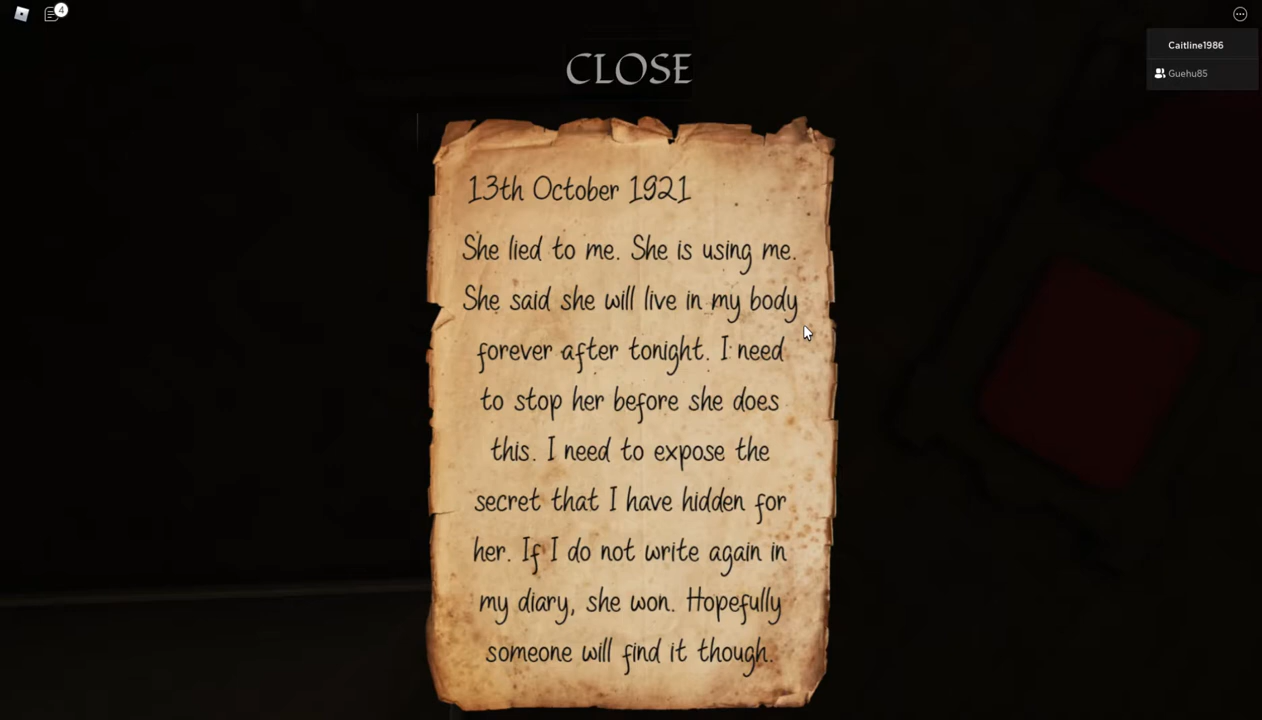 4
CLOSE
Caitline1986
Guehu85
13th October 1921
She lied to me. She is using me.
She said she will live in my body
forever after tonight. I need
to stop her before she does
this. I need to expose the
secret that I have hidden for
her. If I do not write again in
my diary, she won. Hopefully
someone will find it though.